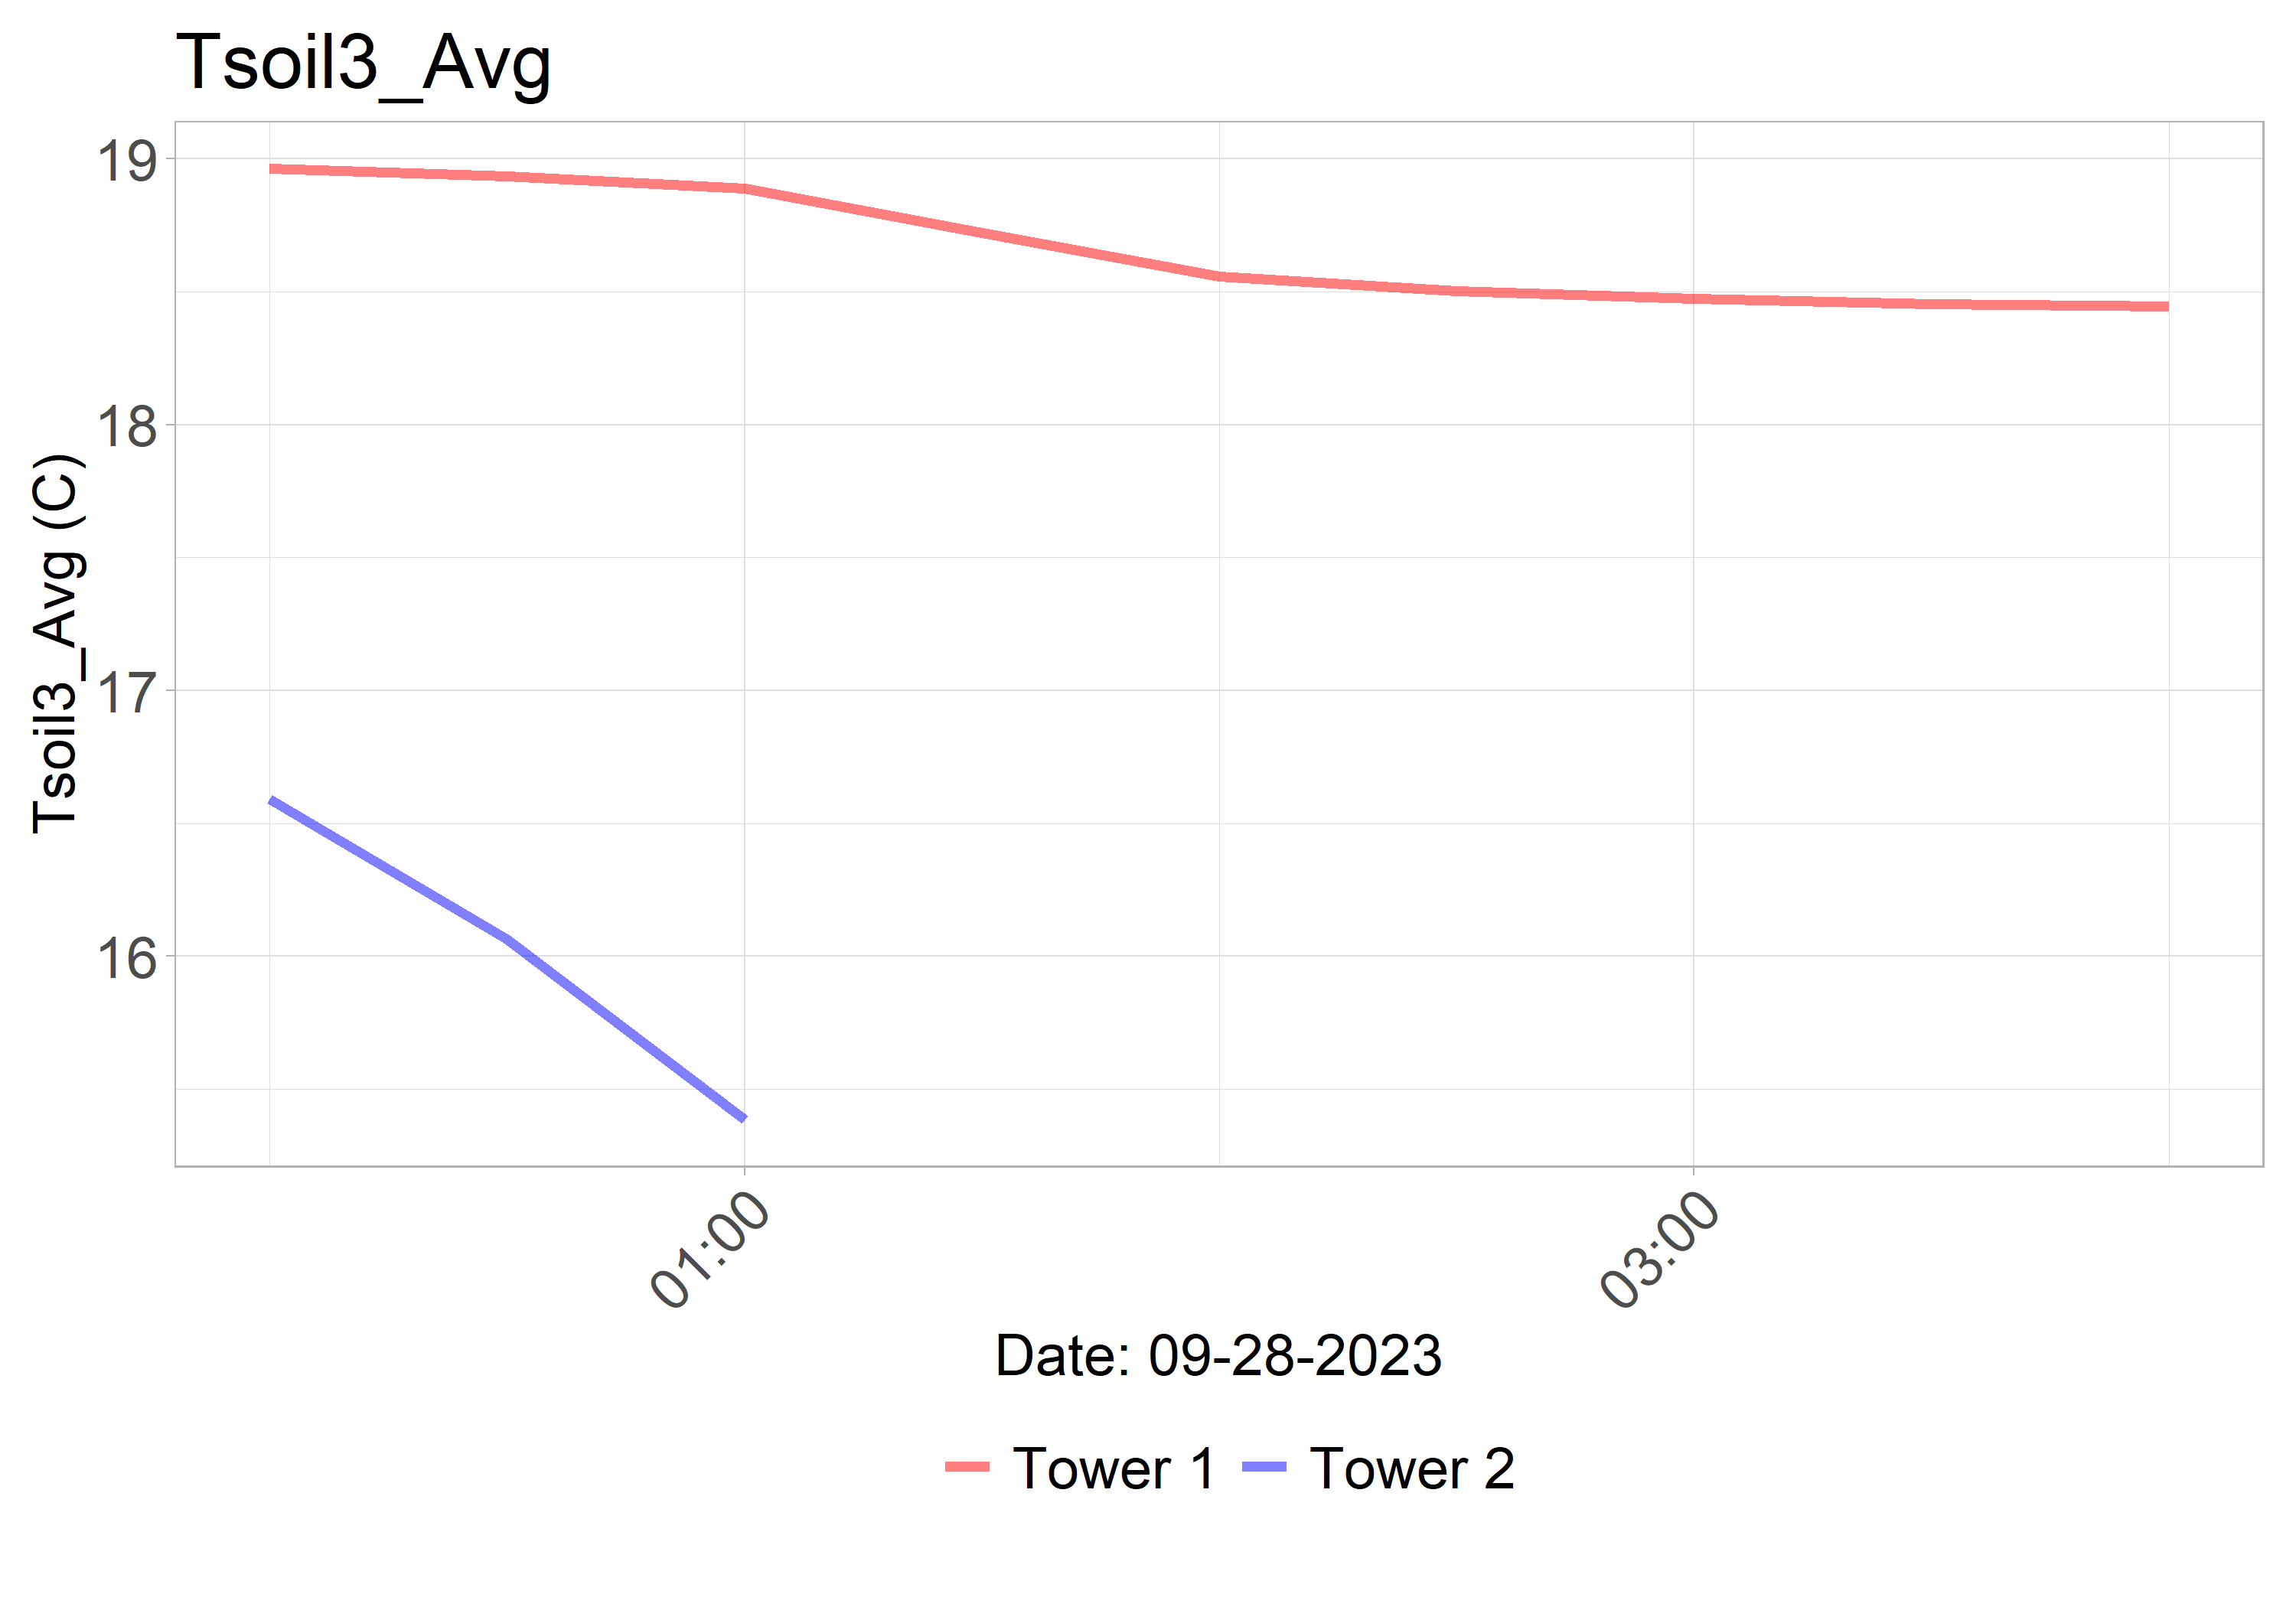 Tsoil3_Avg
Tsoil3_Avg (C)
19
18
17
16
01:00
03:00
Date: 09-28-2023
Tower 1 Tower 2